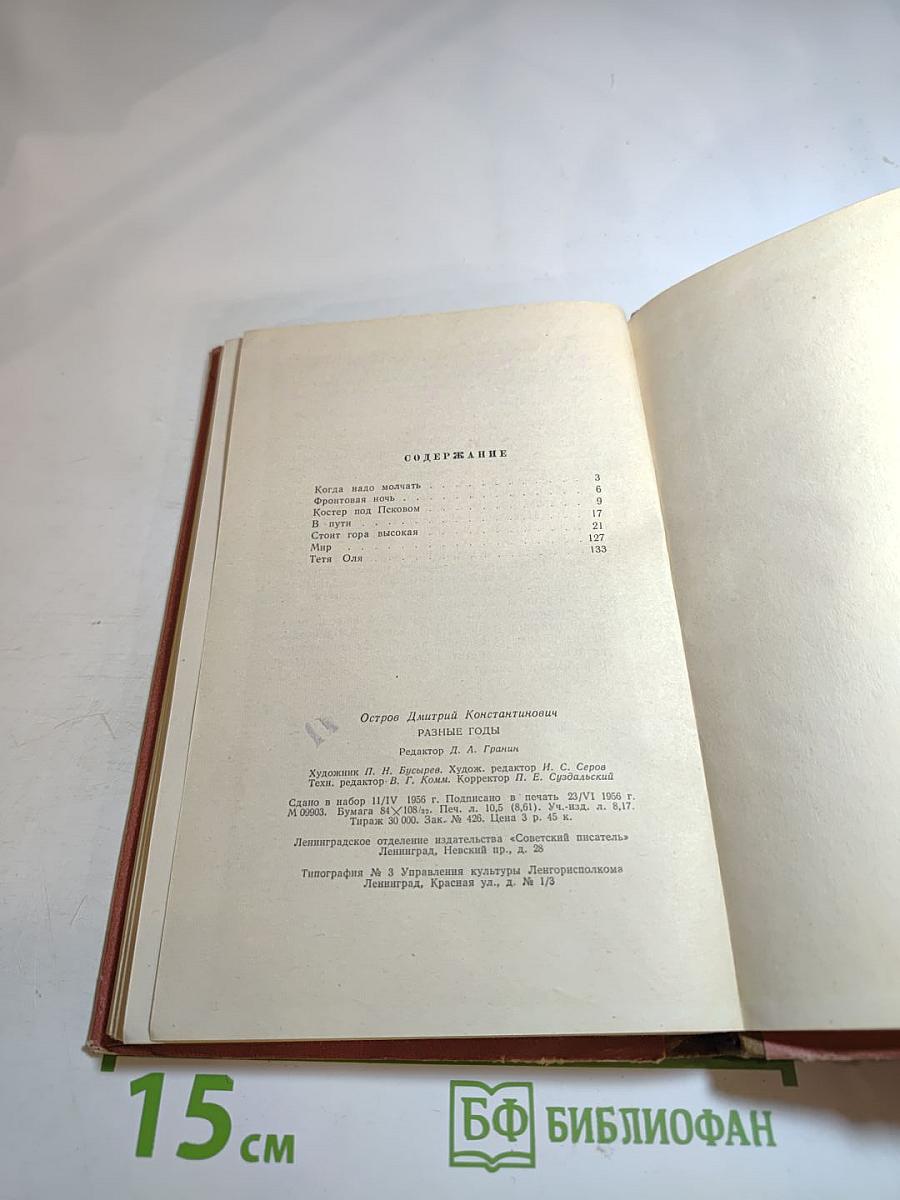 СОДЕРЖАНИЕ
Когда надо молчать . . . . . . . . . . . . 3
Фронтовая ночь . . . . . . . . . . . . . . 6
Костер под Псковом . . . . . . . . . . . . 9
В пути . . . . . . . . . . . . . . . . . . 17
Стоит гора высокая . . . . . . . . . . . . 21
Мир . . . . . . . . . . . . . . . . . . . 127
Тетя Оля . . . . . . . . . . . . . . . . . 133
Остров Дмитрий Константинович
РАЗНЫЕ ГОДЫ
Редактор Д. А. Гранин
Художник П. Н. Бусырев. Худож. редактор И. С. Серов
Техн. редактор В. Г. Комм. Корректор П. Е. Суздальский
Сдано в набор 11/IV 1956 г. Подписано в печать 23/VI 1956 г.
М 09903. Бумага 84×108/32. Печ. л. 10,5 (8,61). Уч.-изд. л. 8,17.
Тираж 30 000. Зак. № 426. Цена 3 р. 45 к.
Ленинградское отделение издательства «Советский писатель»
Ленинград, Невский пр., д. 28
Типография № 3 Управления культуры Ленгорисполкома
Ленинград, Красная ул., д. № 1/3
15 см
БФ БИБЛИОФАН